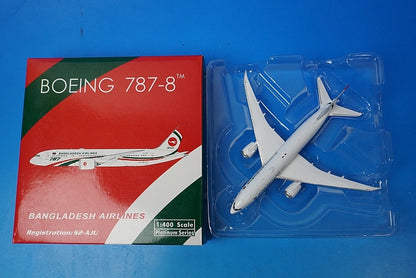 BOEING 787-8™
BANGLADESH AIRLINES
787
BANGLADESH AIRLINES
1:400 Scale
Registration: S2-AJU
Platinum Series